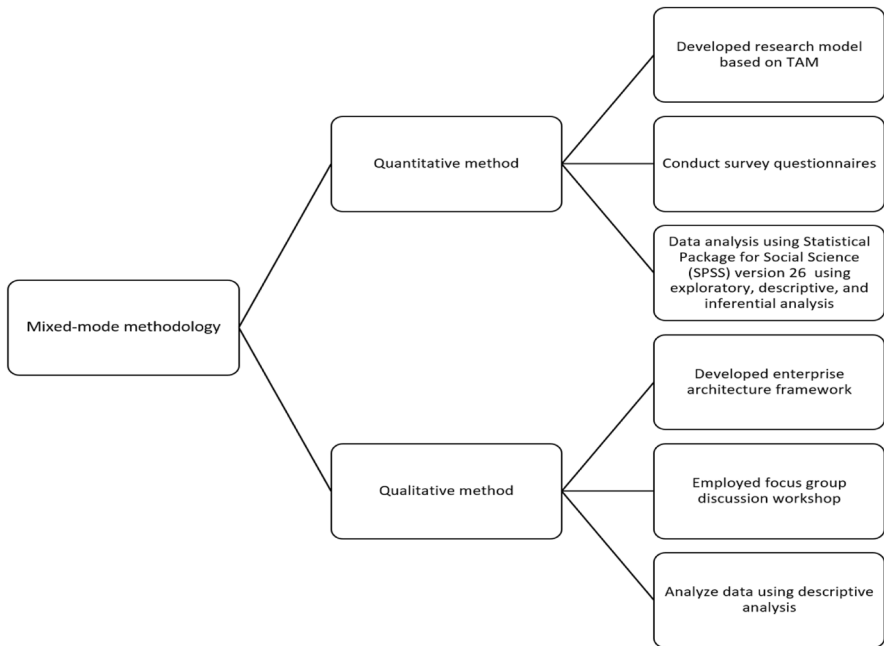 Developed research model
based on TAM
Quantitative method
Conduct survey questionnaires
Data analysis using Statistical
Package for Social Science
(SPSS) version 26 using
exploratory, descriptive, and
inferential analysis
Mixed-mode methodology
Developed enterprise
architecture framework
Qualitative method
Employed focus group
discussion workshop
Analyze data using descriptive
analysis